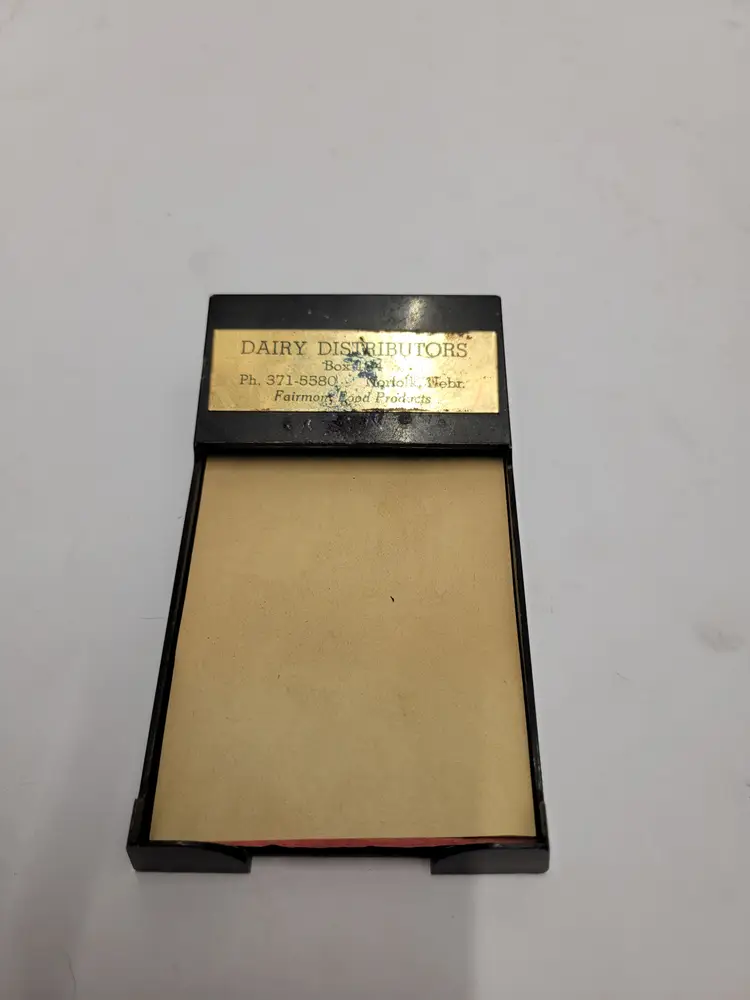 DAIRY DISTRIBUTORS
Box
Ph. 371-5580 Norfolk, Nebr.
Fairmont Food Products